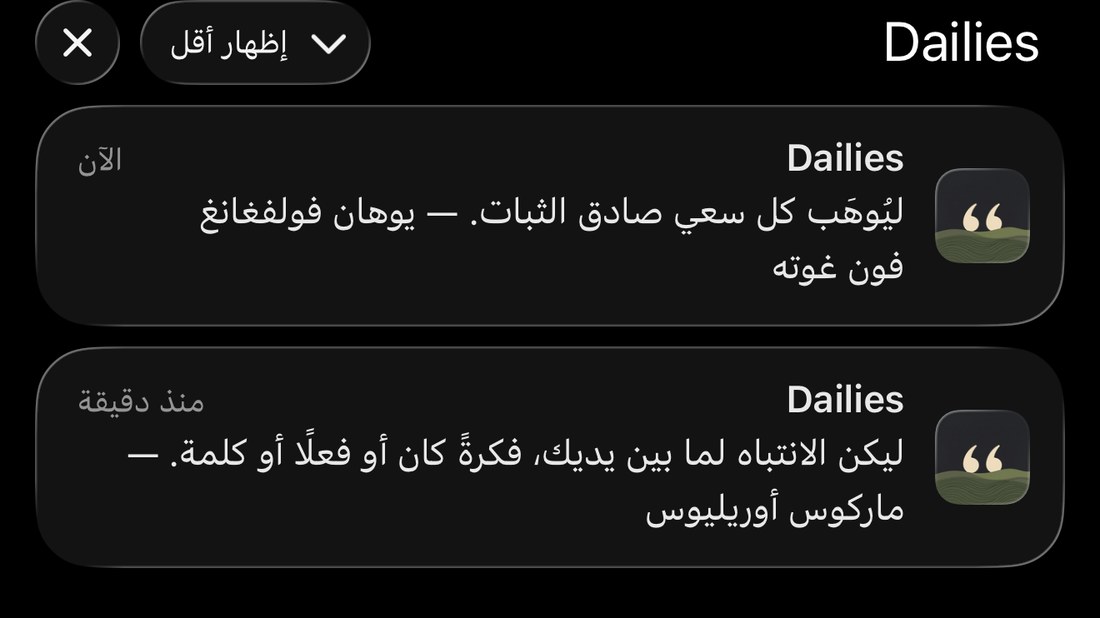 Dailies
إظهار أقل
Dailies
الآن
ليُوهَب كل سعي صادق الثبات. — يوهان فولفغانغ
فون غوته
Dailies
منذ دقيقة
ليكن الانتباه لما بين يديك، فكرةً كان أو فعلًا أو كلمة. —
ماركوس أوريليوس